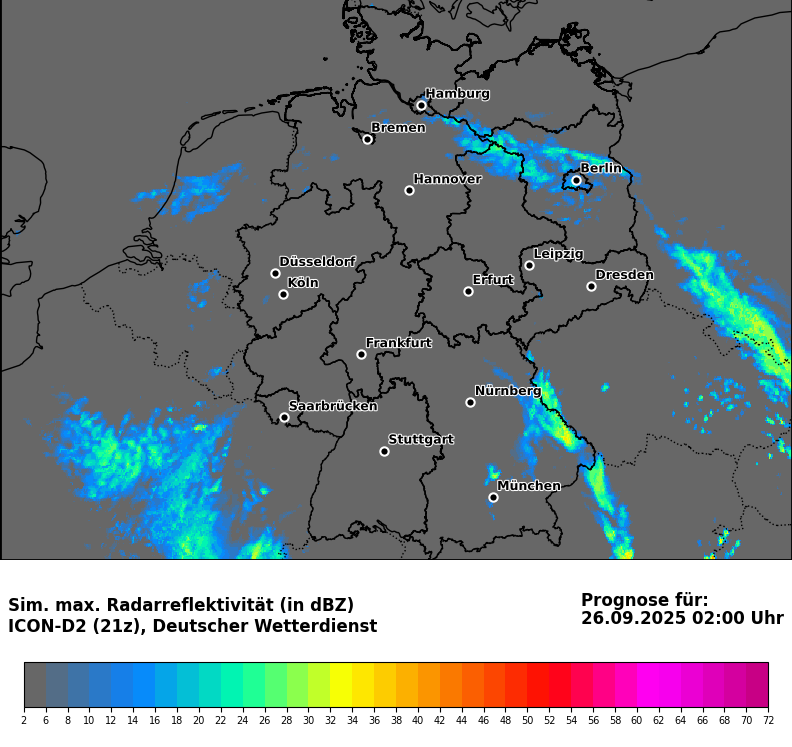 Hamburg
Bremen
Berlin
Hannover
Leipzig
Düsseldorf
Dresden
Köln
Erfurt
Frankfurt
Nürnberg
Saarbrücken
Stuttgart
München
Sim. max. Radarreflektivität (in dBZ)
ICON-D2 (21z), Deutscher Wetterdienst
Prognose für:
26.09.2025 02:00 Uhr
2 6 8 10 12 14 16 18 20 22 24 26 28 30 32 34 36 38 40 42 44 46 48 50 52 54 56 58 60 62 64 66 68 70 72